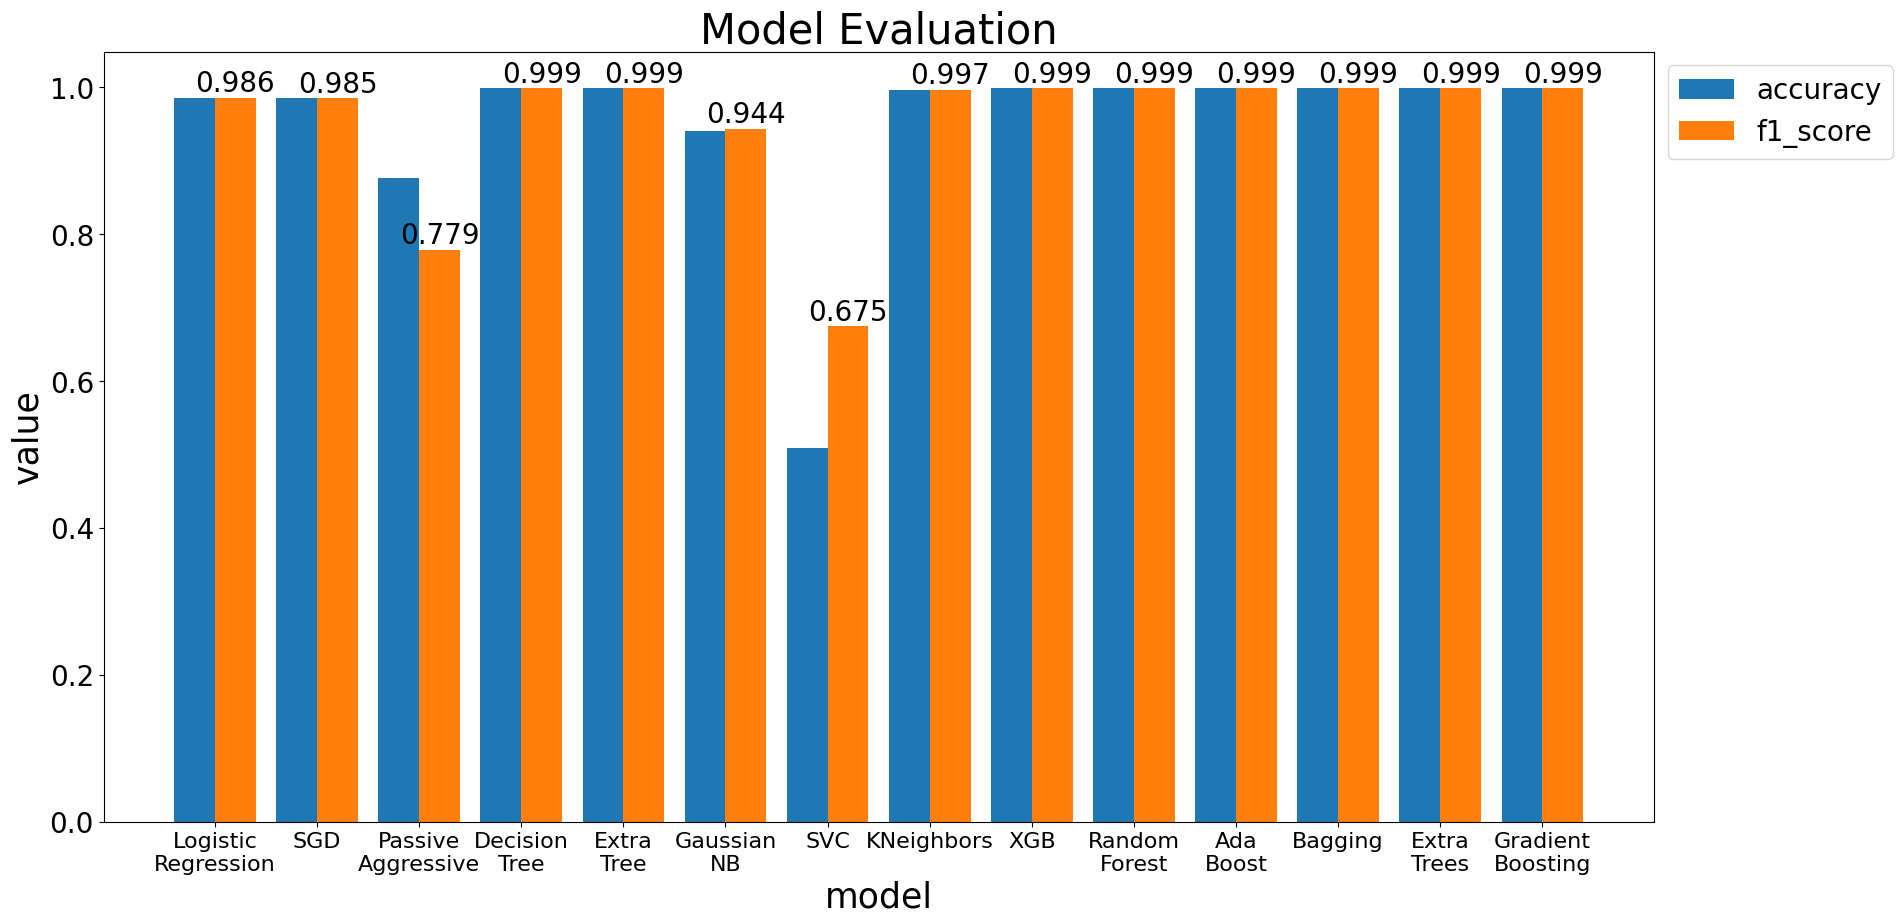 Model Evaluation
0.986
0.985
0.779
0.999
0.999
0.944
0.675
0.997
0.999
0.999
0.999
0.999
0.999
0.999
accuracy
f1_score
1.0
0.8
0.6
0.4
0.2
0.0
value
Logistic
Regression
SGD
Passive
Aggressive
Decision
Tree
Extra
Tree
Gaussian
NB
SVC
KNeighbors
XGB
Random
Forest
Ada
Boost
Bagging
Extra
Trees
Gradient
Boosting
model